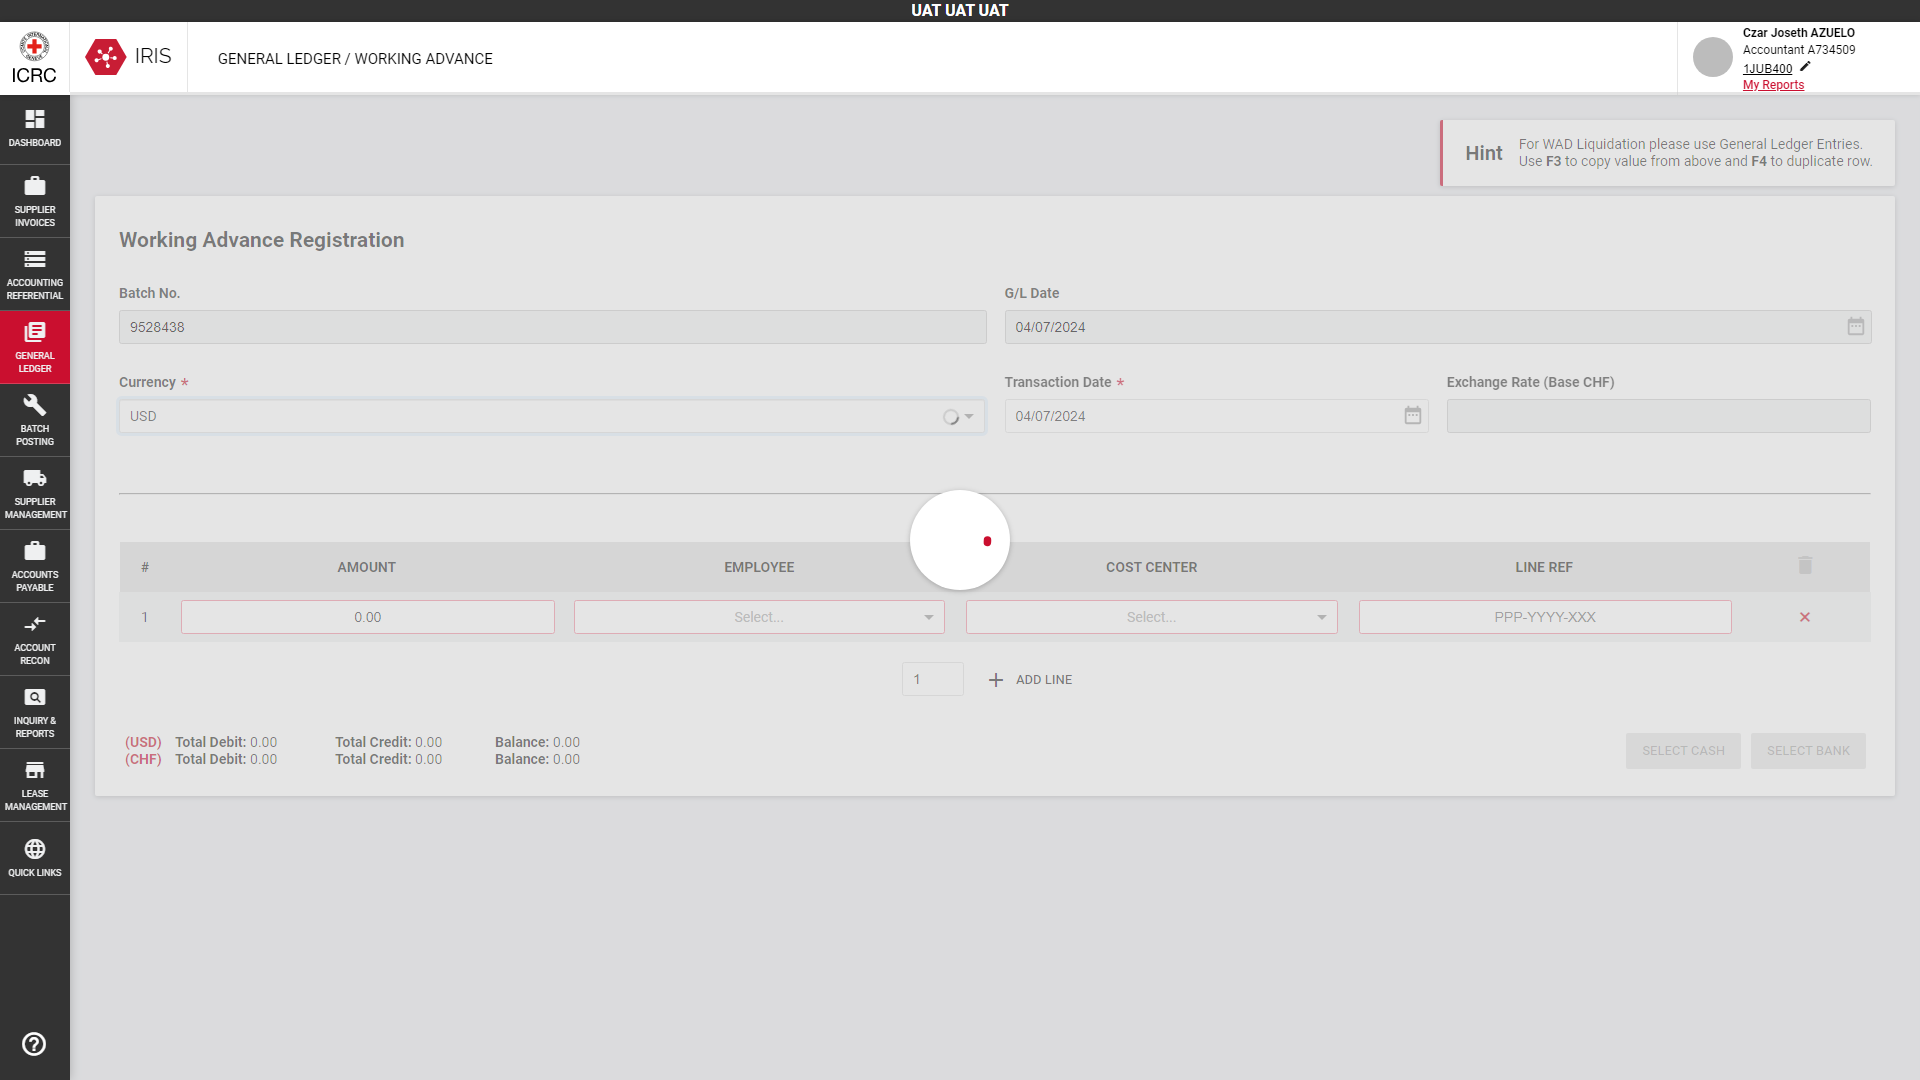 UAT UAT UAT
ICRC
IRIS
GENERAL LEDGER / WORKING ADVANCE
Czar Joseth AZUELO
Accountant A734509
1JUB400
My Reports
DASHBOARD
SUPPLIER
INVOICES
ACCOUNTING
REFERENTIAL
GENERAL
LEDGER
BATCH
POSTING
SUPPLIER
MANAGEMENT
ACCOUNTS
PAYABLE
ACCOUNT
RECON
INQUIRY &
REPORTS
LEASE
MANAGEMENT
QUICK LINKS
Hint
For WAD Liquidation please use General Ledger Entries.
Use F3 to copy value from above and F4 to duplicate row.
Working Advance Registration
Batch No.
9528438
G/L Date
04/07/2024
Currency *
USD
Transaction Date *
04/07/2024
Exchange Rate (Base CHF)
# AMOUNT EMPLOYEE COST CENTER LINE REF
1 0.00 Select... Select... PPP-YYYY-XXX
1 ADD LINE
(USD) Total Debit: 0.00 Total Credit: 0.00 Balance: 0.00
(CHF) Total Debit: 0.00 Total Credit: 0.00 Balance: 0.00
SELECT CASH SELECT BANK